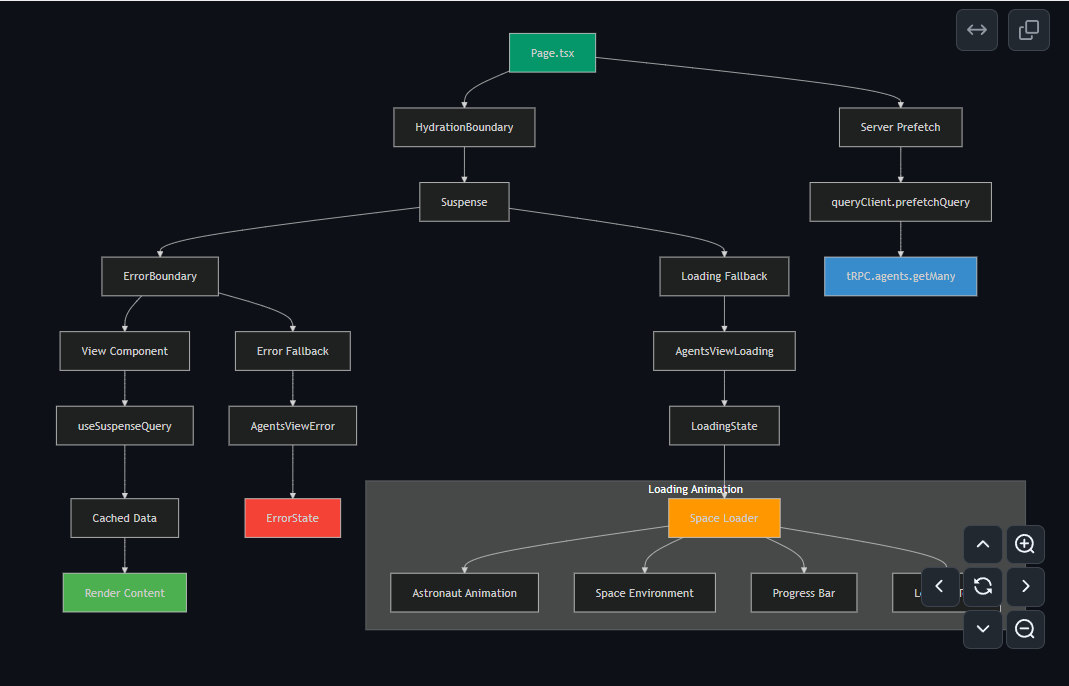 Page.tsx
HydrationBoundary
Server Prefetch
Suspense
queryClient.prefetchQuery
ErrorBoundary
Loading Fallback
tRPC.agents.getMany
View Component
Error Fallback
AgentsViewLoading
useSuspenseQuery
AgentsViewError
LoadingState
Loading Animation
Cached Data
ErrorState
Space Loader
Render Content
Astronaut Animation
Space Environment
Progress Bar